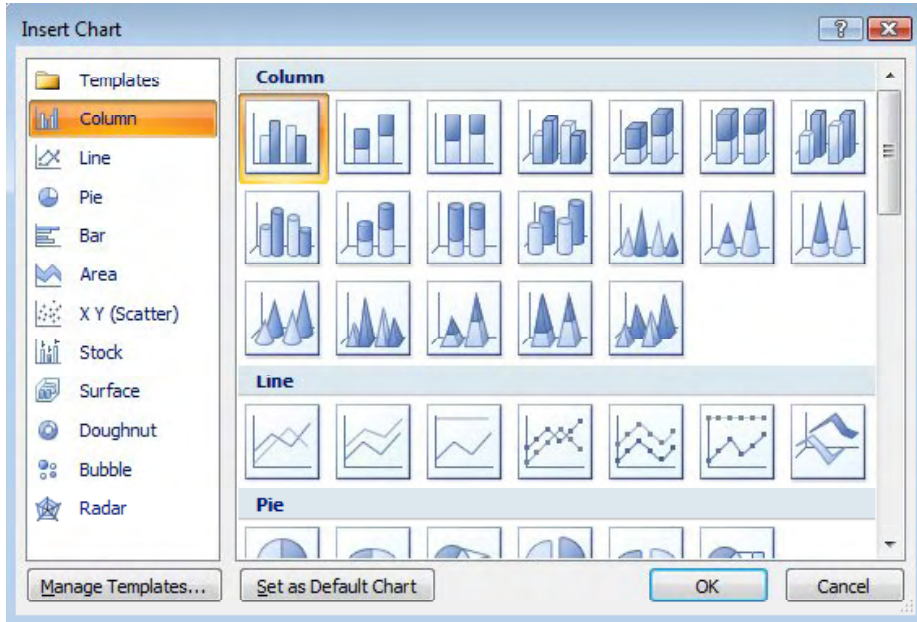 Insert Chart
Templates
Column
Line
Pie
Bar
Area
X Y (Scatter)
Stock
Surface
Doughnut
Bubble
Radar
Column
Line
Pie
Manage Templates...
Set as Default Chart
OK
Cancel